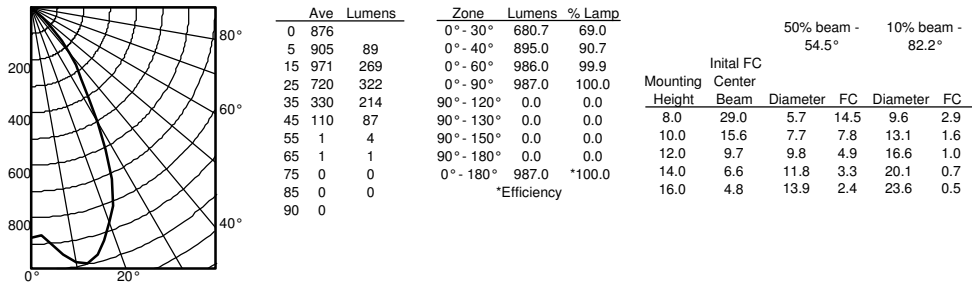 80°
200
400
60°
600
800
40°
0°
20°
Ave Lumens
0 876
5 905 89
15 971 269
25 720 322
35 330 214
45 110 87
55 1 4
65 1 1
75 0 0
85 0 0
90 0
Zone Lumens % Lamp
0°- 30° 680.7 69.0
0°- 40° 895.0 90.7
0°- 60° 986.0 99.9
0°- 90° 987.0 100.0
90°- 120° 0.0 0.0
90°- 130° 0.0 0.0
90°- 150° 0.0 0.0
90°- 180° 0.0 0.0
0°- 180° 987.0 *100.0
*Efficiency
50% beam - 10% beam -
54.5° 82.2°
Inital FC
Mounting Center
Height Beam Diameter FC Diameter FC
8.0 29.0 5.7 14.5 9.6 2.9
10.0 15.6 7.7 7.8 13.1 1.6
12.0 9.7 9.8 4.9 16.6 1.0
14.0 6.6 11.8 3.3 20.1 0.7
16.0 4.8 13.9 2.4 23.6 0.5